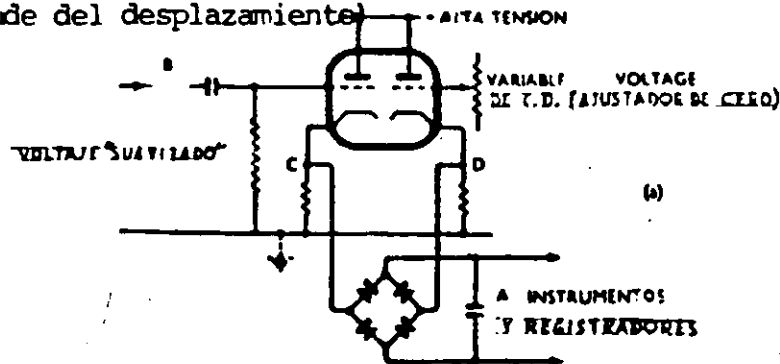 de del desplazamiento)
ALTA TENSION
B
VARIABLE VOLTAGE
DE C.D. (AJUSTADOR DE CERO)
VOLTAJE "SUAVIZADO"
C
D
(a)
A INSTRUMENTOS
Y REGISTRADORES